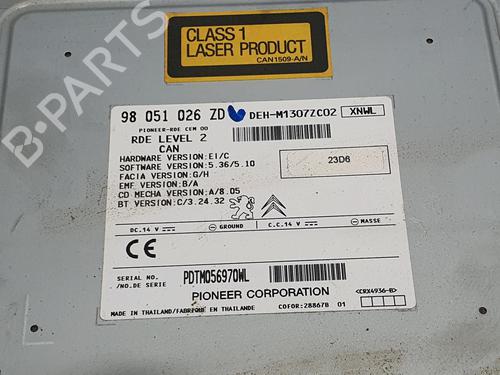 CLASS 1
LASER PRODUCT
CAN1509-A/N
B-PARTS
98 051 026 ZD DEH-M1307ZC02 XNWL
PIONEER-RDE CEM 00
RDE LEVEL 2
CAN
HARDWARE VERSION:EI/C
SOFTWARE VERSION:5.36/5.10
FACIA VERSION:G/H
EMF VERSION:B/A
CD MECHA VERSION:A/8.05
BT VERSION:C/3.24.32
23D6
DC.14 V GROUND C.C.14 V MASSE
CE
SERIAL NO.
/NO.DE SERIE
PDTM056970WL
PIONEER CORPORATION
<CRX4936-B>
MADE IN THAILAND/FABRIQUE EN THAILANDE COFOR:28867B 01